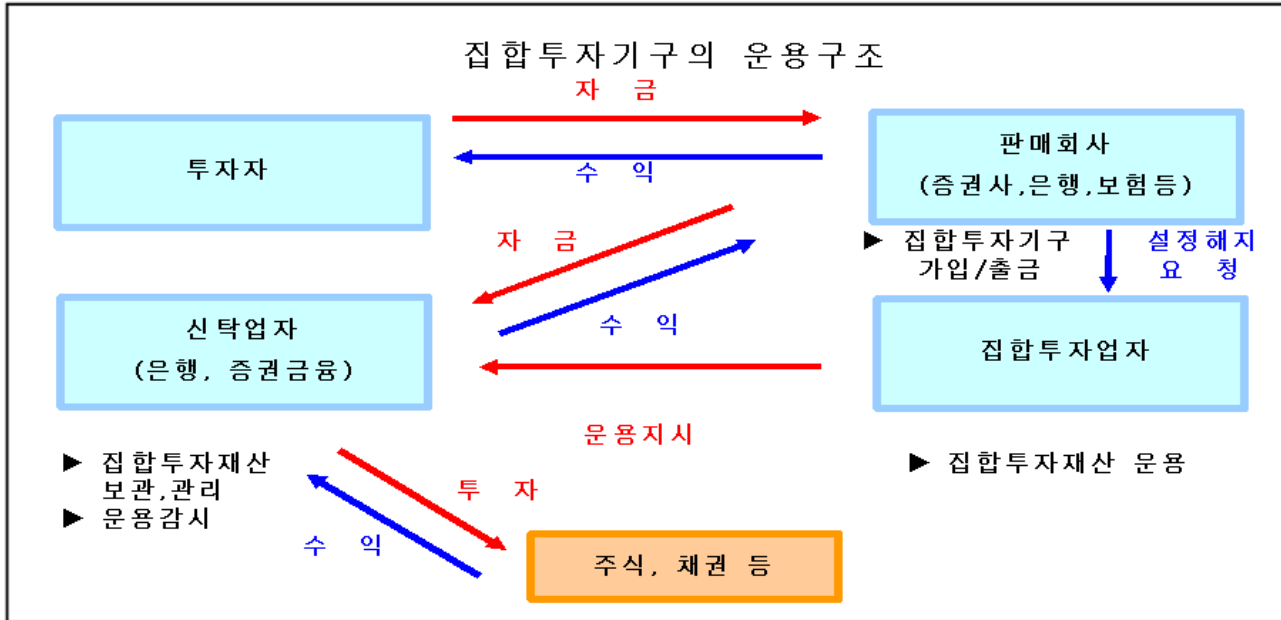 집합투자기구의 운용구조
자 금
투자자
수 익
판매회사
(증권사,은행,보험등)
자 금
▶ 집합투자기구
가입/출금
설정해지
요 청
신탁업자
(은행, 증권금융)
수 익
집합투자업자
운용지시
▶ 집합투자재산
보관,관리
▶ 운용감시
▶ 집합투자재산 운용
투 자
수 익
주식, 채권 등